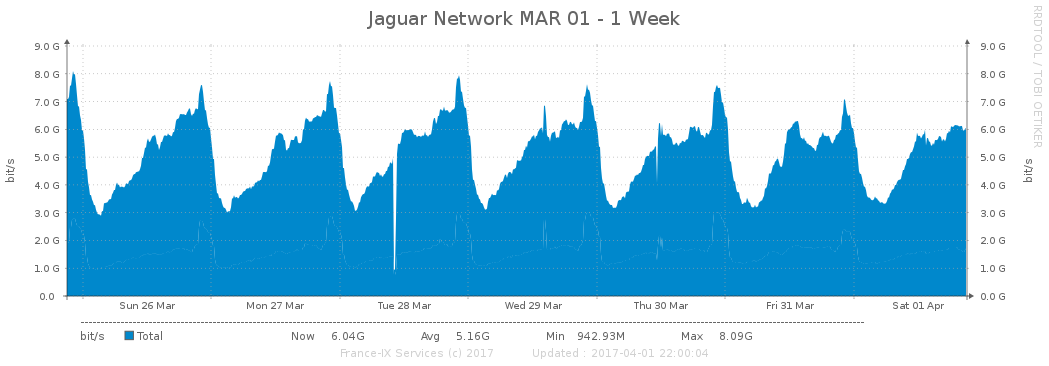 Jaguar Network MAR 01 - 1 Week
RRDTOOL / TOBI OETIKER
bit/s
9.0 G
8.0 G
7.0 G
6.0 G
5.0 G
4.0 G
3.0 G
2.0 G
1.0 G
0.0
9.0 G
8.0 G
7.0 G
6.0 G
5.0 G
4.0 G
3.0 G
2.0 G
1.0 G
0.0 G
bit/s
Sun 26 Mar Mon 27 Mar Tue 28 Mar Wed 29 Mar Thu 30 Mar Fri 31 Mar Sat 01 Apr
bit/s Total Now 6.04G Avg 5.16G Min 942.93M Max 8.09G
France-IX Services (c) 2017 Updated : 2017-04-01 22:00:04